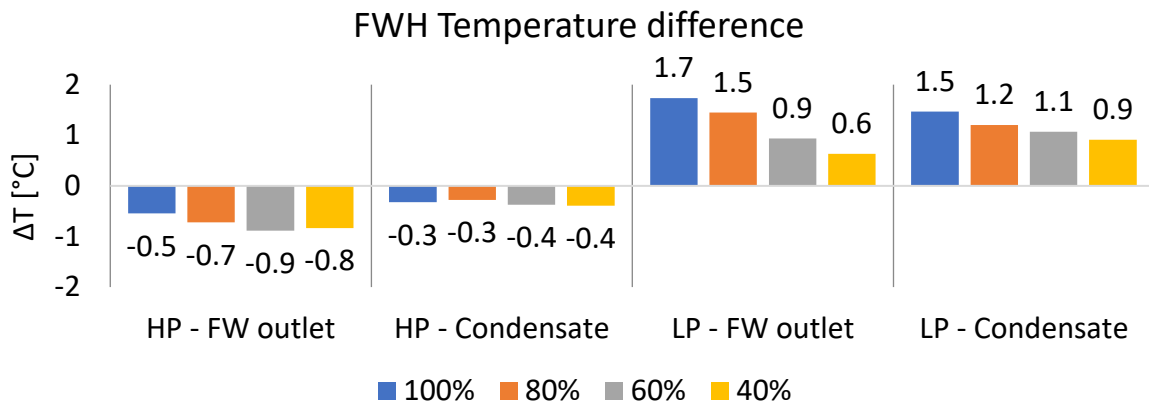 FWH Temperature difference
ΔT [°C]
2
1
0
-1
-2
-0.5 -0.7 -0.9 -0.8
-0.3 -0.3 -0.4 -0.4
1.7 1.5 0.9 0.6
1.5 1.2 1.1 0.9
HP - FW outlet HP - Condensate LP - FW outlet LP - Condensate
100% 80% 60% 40%